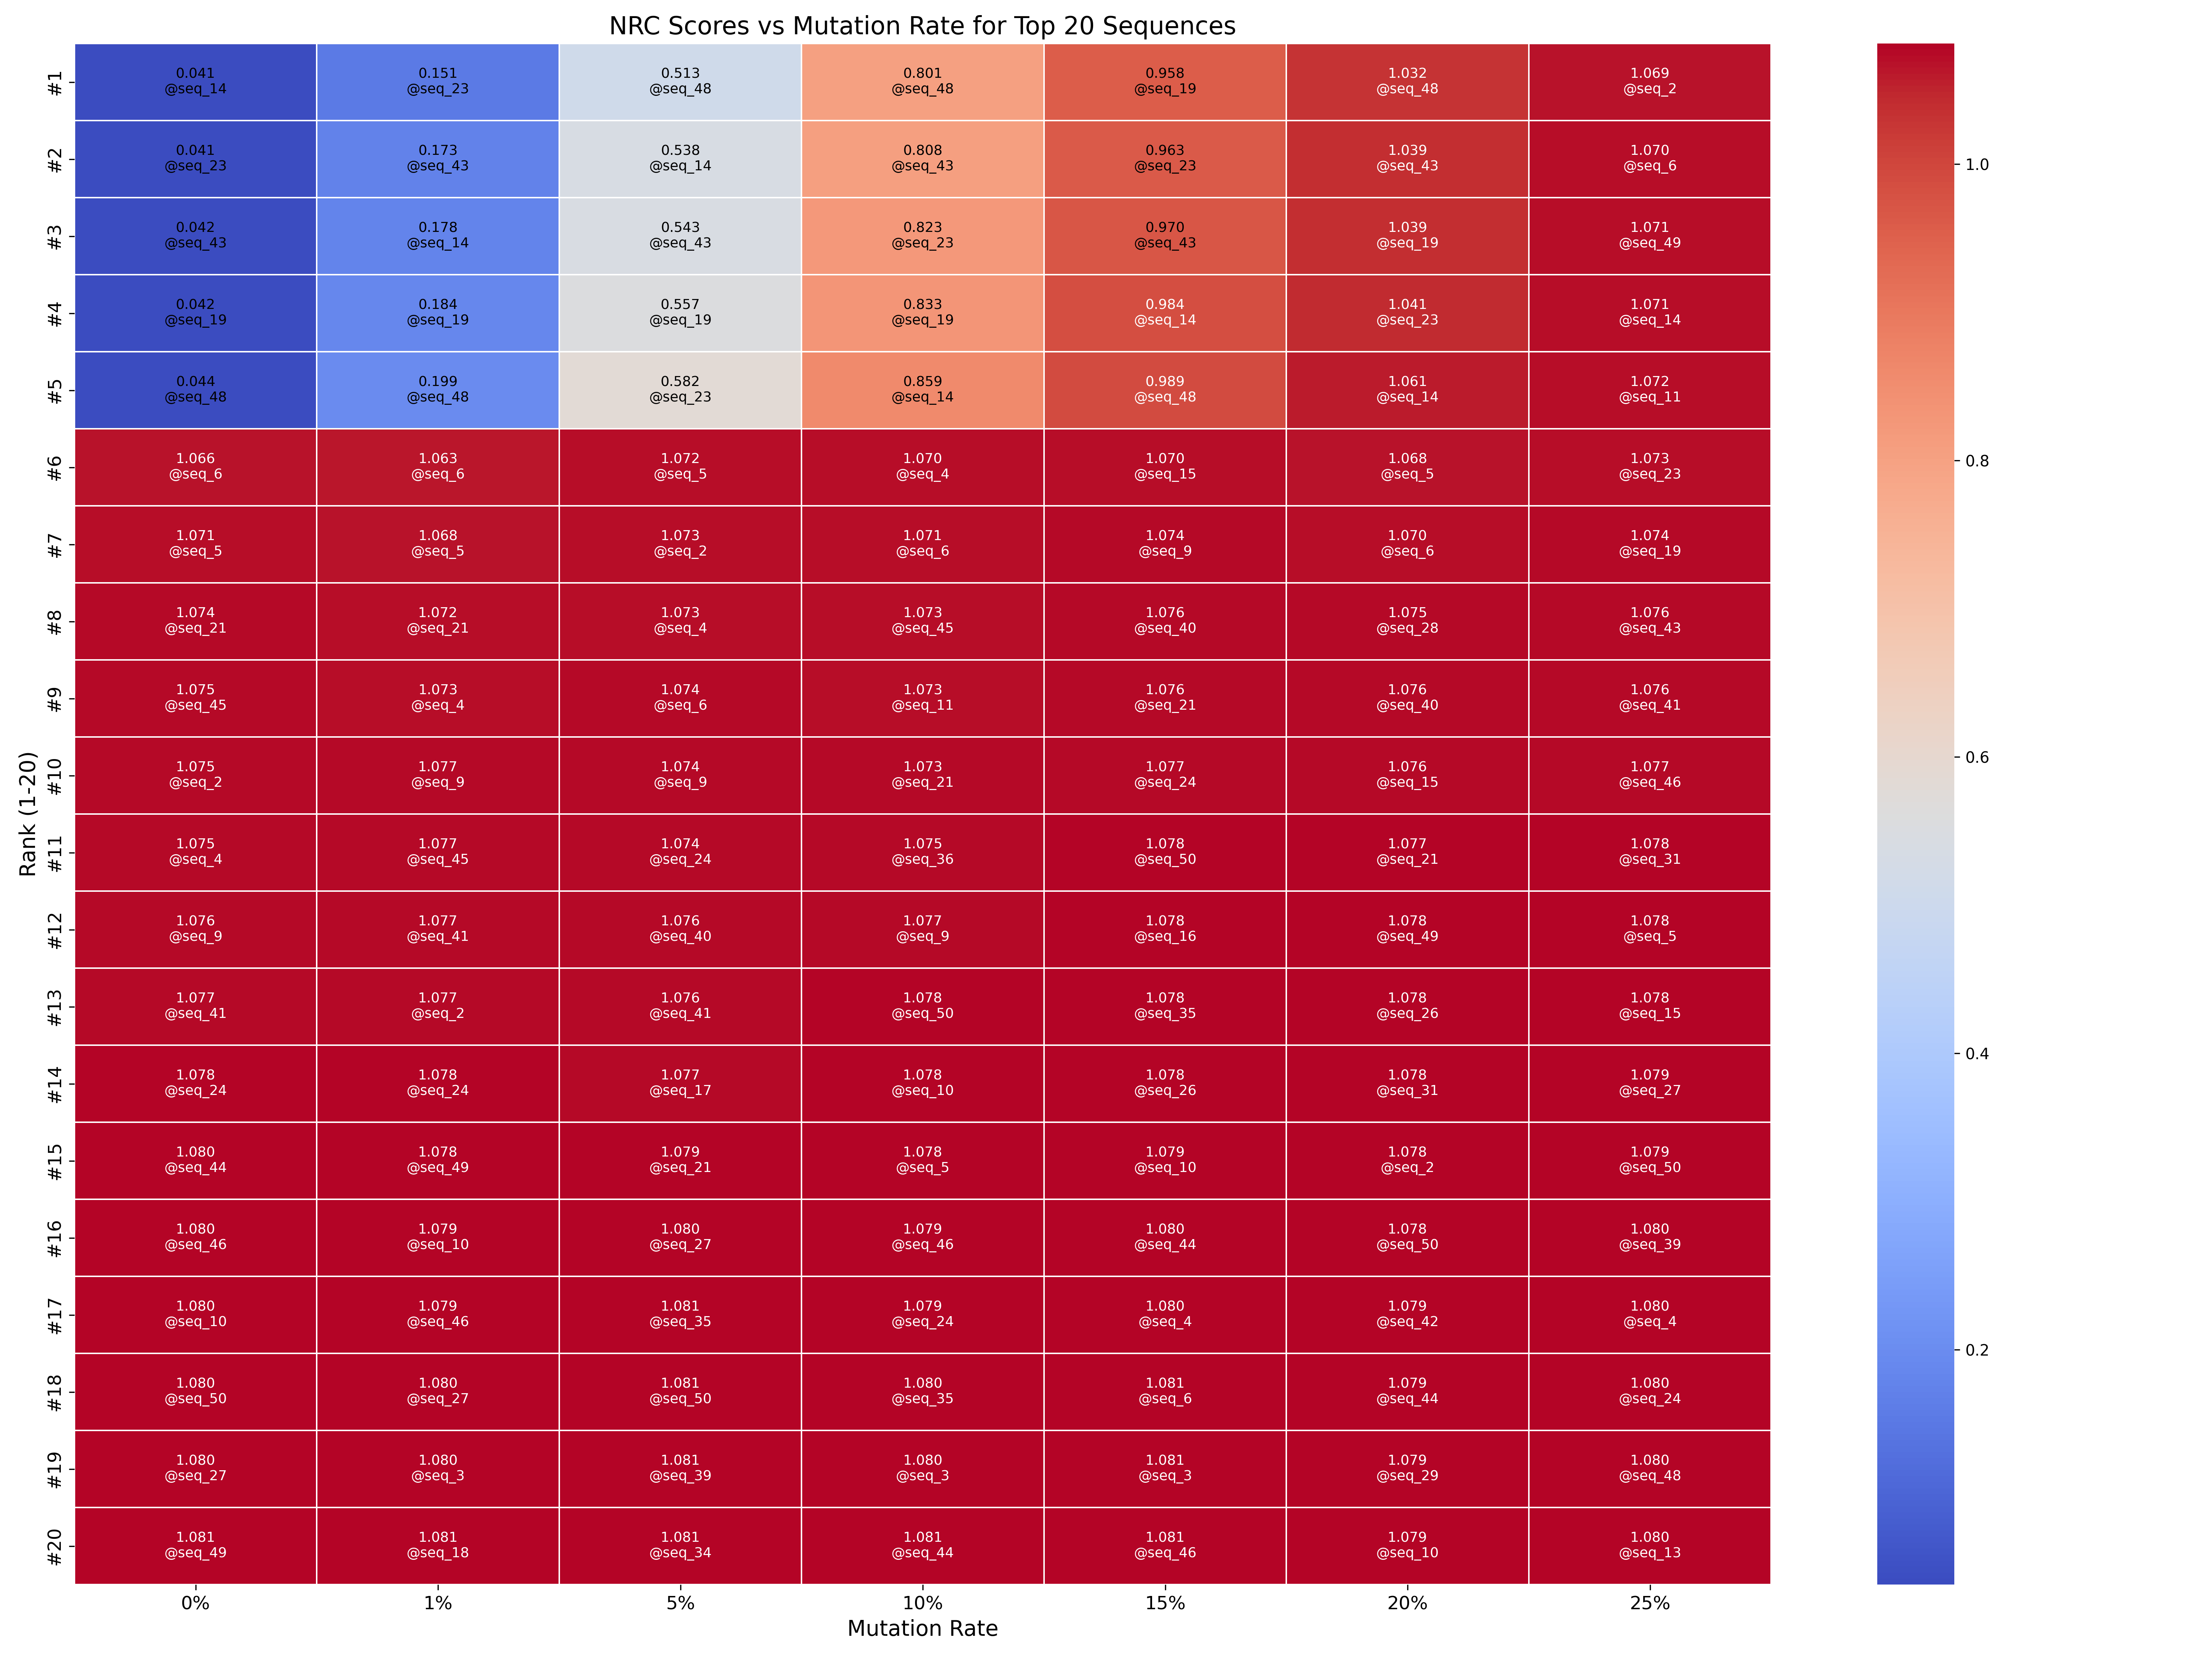 NRC Scores vs Mutation Rate for Top 20 Sequences
Rank (1-20)
#1
0.041
@seq_14
0.151
@seq_23
0.513
@seq_48
0.801
@seq_48
0.958
@seq_19
1.032
@seq_48
1.069
@seq_2
#2
0.041
@seq_23
0.173
@seq_43
0.538
@seq_14
0.808
@seq_43
0.963
@seq_23
1.039
@seq_43
1.070
@seq_6
#3
0.042
@seq_43
0.178
@seq_14
0.543
@seq_43
0.823
@seq_23
0.970
@seq_43
1.039
@seq_19
1.071
@seq_49
#4
0.042
@seq_19
0.184
@seq_19
0.557
@seq_19
0.833
@seq_19
0.984
@seq_14
1.041
@seq_23
1.071
@seq_14
#5
0.044
@seq_48
0.199
@seq_48
0.582
@seq_23
0.859
@seq_14
0.989
@seq_48
1.061
@seq_14
1.072
@seq_11
#6
1.066
@seq_6
1.063
@seq_6
1.072
@seq_5
1.070
@seq_4
1.070
@seq_15
1.068
@seq_5
1.073
@seq_23
#7
1.071
@seq_5
1.068
@seq_5
1.073
@seq_2
1.071
@seq_6
1.074
@seq_9
1.070
@seq_6
1.074
@seq_19
#8
1.074
@seq_21
1.072
@seq_21
1.073
@seq_4
1.073
@seq_45
1.076
@seq_40
1.075
@seq_28
1.076
@seq_43
#9
1.075
@seq_45
1.073
@seq_4
1.074
@seq_6
1.073
@seq_11
1.076
@seq_21
1.076
@seq_40
1.076
@seq_41
#10
1.075
@seq_2
1.077
@seq_9
1.074
@seq_9
1.073
@seq_21
1.077
@seq_24
1.076
@seq_15
1.077
@seq_46
#11
1.075
@seq_4
1.077
@seq_45
1.074
@seq_24
1.075
@seq_36
1.078
@seq_50
1.077
@seq_21
1.078
@seq_31
#12
1.076
@seq_9
1.077
@seq_41
1.076
@seq_40
1.077
@seq_9
1.078
@seq_16
1.078
@seq_49
1.078
@seq_5
#13
1.077
@seq_41
1.077
@seq_2
1.076
@seq_41
1.078
@seq_50
1.078
@seq_35
1.078
@seq_26
1.078
@seq_15
#14
1.078
@seq_24
1.078
@seq_24
1.077
@seq_17
1.078
@seq_10
1.078
@seq_26
1.078
@seq_31
1.079
@seq_27
#15
1.080
@seq_44
1.078
@seq_49
1.079
@seq_21
1.078
@seq_5
1.079
@seq_10
1.078
@seq_2
1.079
@seq_50
#16
1.080
@seq_46
1.079
@seq_10
1.080
@seq_27
1.079
@seq_46
1.080
@seq_44
1.078
@seq_50
1.080
@seq_39
#17
1.080
@seq_10
1.079
@seq_46
1.081
@seq_35
1.079
@seq_24
1.080
@seq_4
1.079
@seq_42
1.080
@seq_4
#18
1.080
@seq_50
1.080
@seq_27
1.081
@seq_50
1.080
@seq_35
1.081
@seq_6
1.079
@seq_44
1.080
@seq_24
#19
1.080
@seq_27
1.080
@seq_3
1.081
@seq_39
1.080
@seq_3
1.081
@seq_3
1.079
@seq_29
1.080
@seq_48
#20
1.081
@seq_49
1.081
@seq_18
1.081
@seq_34
1.081
@seq_44
1.081
@seq_46
1.079
@seq_10
1.080
@seq_13
0%
1%
5%
10%
15%
20%
25%
Mutation Rate
1.0
0.8
0.6
0.4
0.2